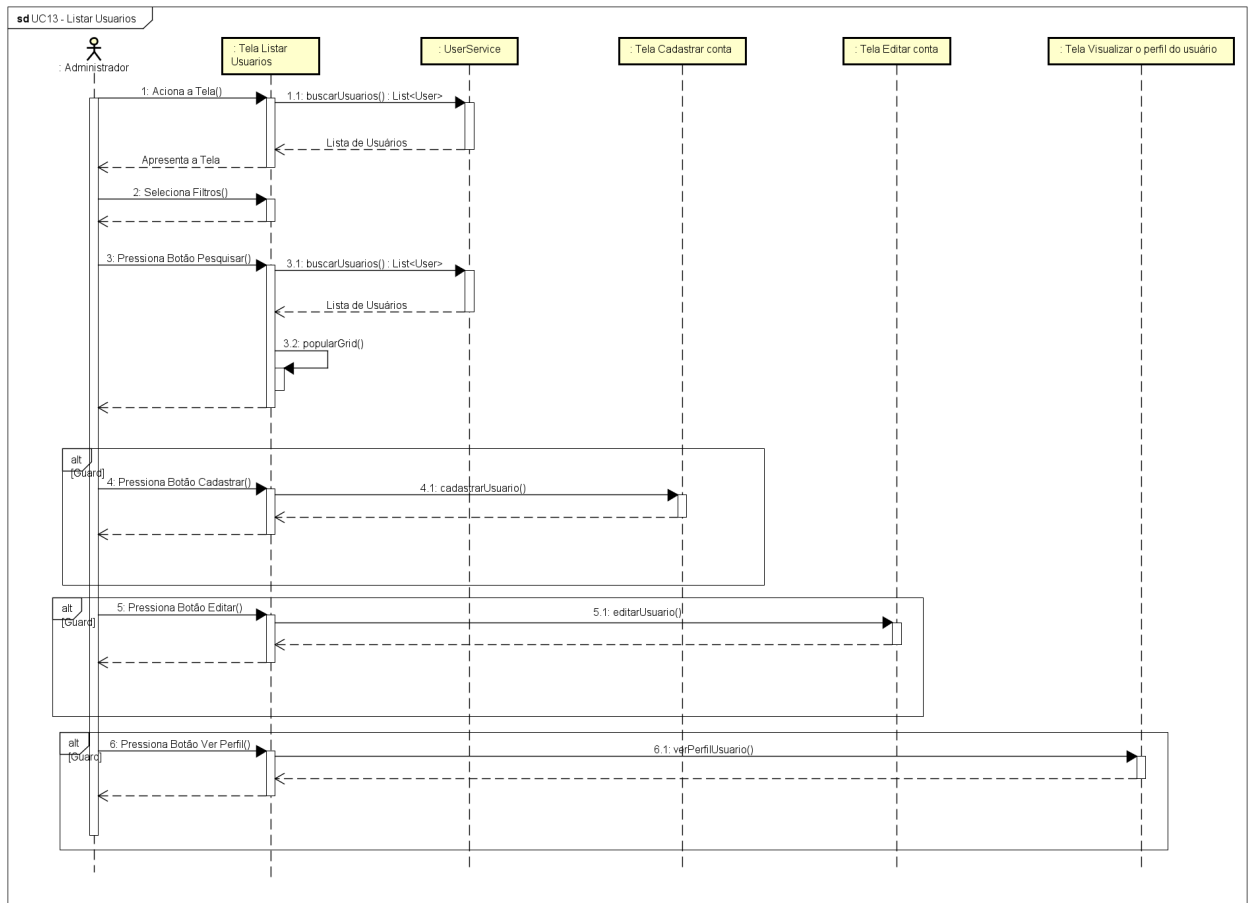 sd UC13 - Listar Usuarios
: Administrador
: Tela Listar
Usuarios
: UserService
: Tela Cadastrar conta
: Tela Editar conta
: Tela Visualizar o perfil do usuário
1: Aciona a Tela()
1.1: buscarUsuarios() : List<User>
Lista de Usuários
Apresenta a Tela
2: Seleciona Filtros()
3: Pressiona Botão Pesquisar()
3.1: buscarUsuarios() : List<User>
Lista de Usuários
3.2: popularGrid()
alt
[Guard]
4: Pressiona Botão Cadastrar()
4.1: cadastrarUsuario()
alt
[Guard]
5: Pressiona Botão Editar()
5.1: editarUsuario()
alt
[Guard]
6: Pressiona Botão Ver Perfil()
6.1: verPerfilUsuario()